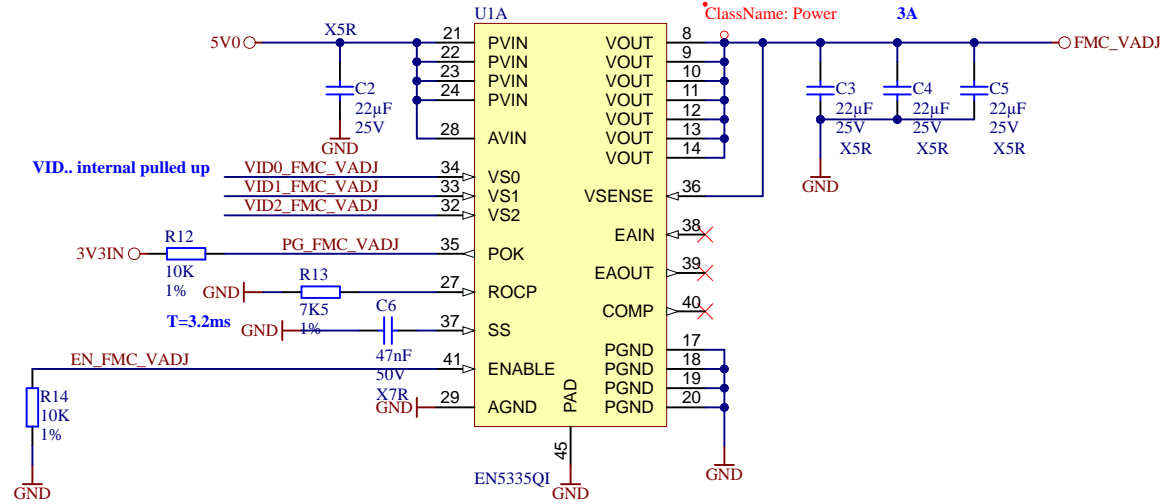 U1A
ClassName: Power
3A
5V0
X5R
21
PVIN
VOUT
8
FMC_VADJ
22
PVIN
VOUT
9
23
PVIN
VOUT
10
24
PVIN
VOUT
11
VOUT
12
28
AVIN
VOUT
13
VOUT
14
C2
22µF
25V
GND
C3
22µF
25V
X5R
C4
22µF
25V
X5R
C5
22µF
25V
X5R
GND
VID.. internal pulled up
VID0_FMC_VADJ
34
VS0
VID1_FMC_VADJ
33
VS1
VID2_FMC_VADJ
32
VS2
VSENSE
36
EAIN
38
EAOUT
39
COMP
40
3V3IN
R12
10K
1%
PG_FMC_VADJ
35
POK
GND
R13
7K5
1%
27
ROCP
T=3.2ms
GND
C6
47nF
50V
X7R
37
SS
EN_FMC_VADJ
41
ENABLE
R14
10K
1%
GND
GND
29
AGND
PGND
17
PGND
18
PGND
19
PGND
20
GND
PAD
45
GND
EN5335QI